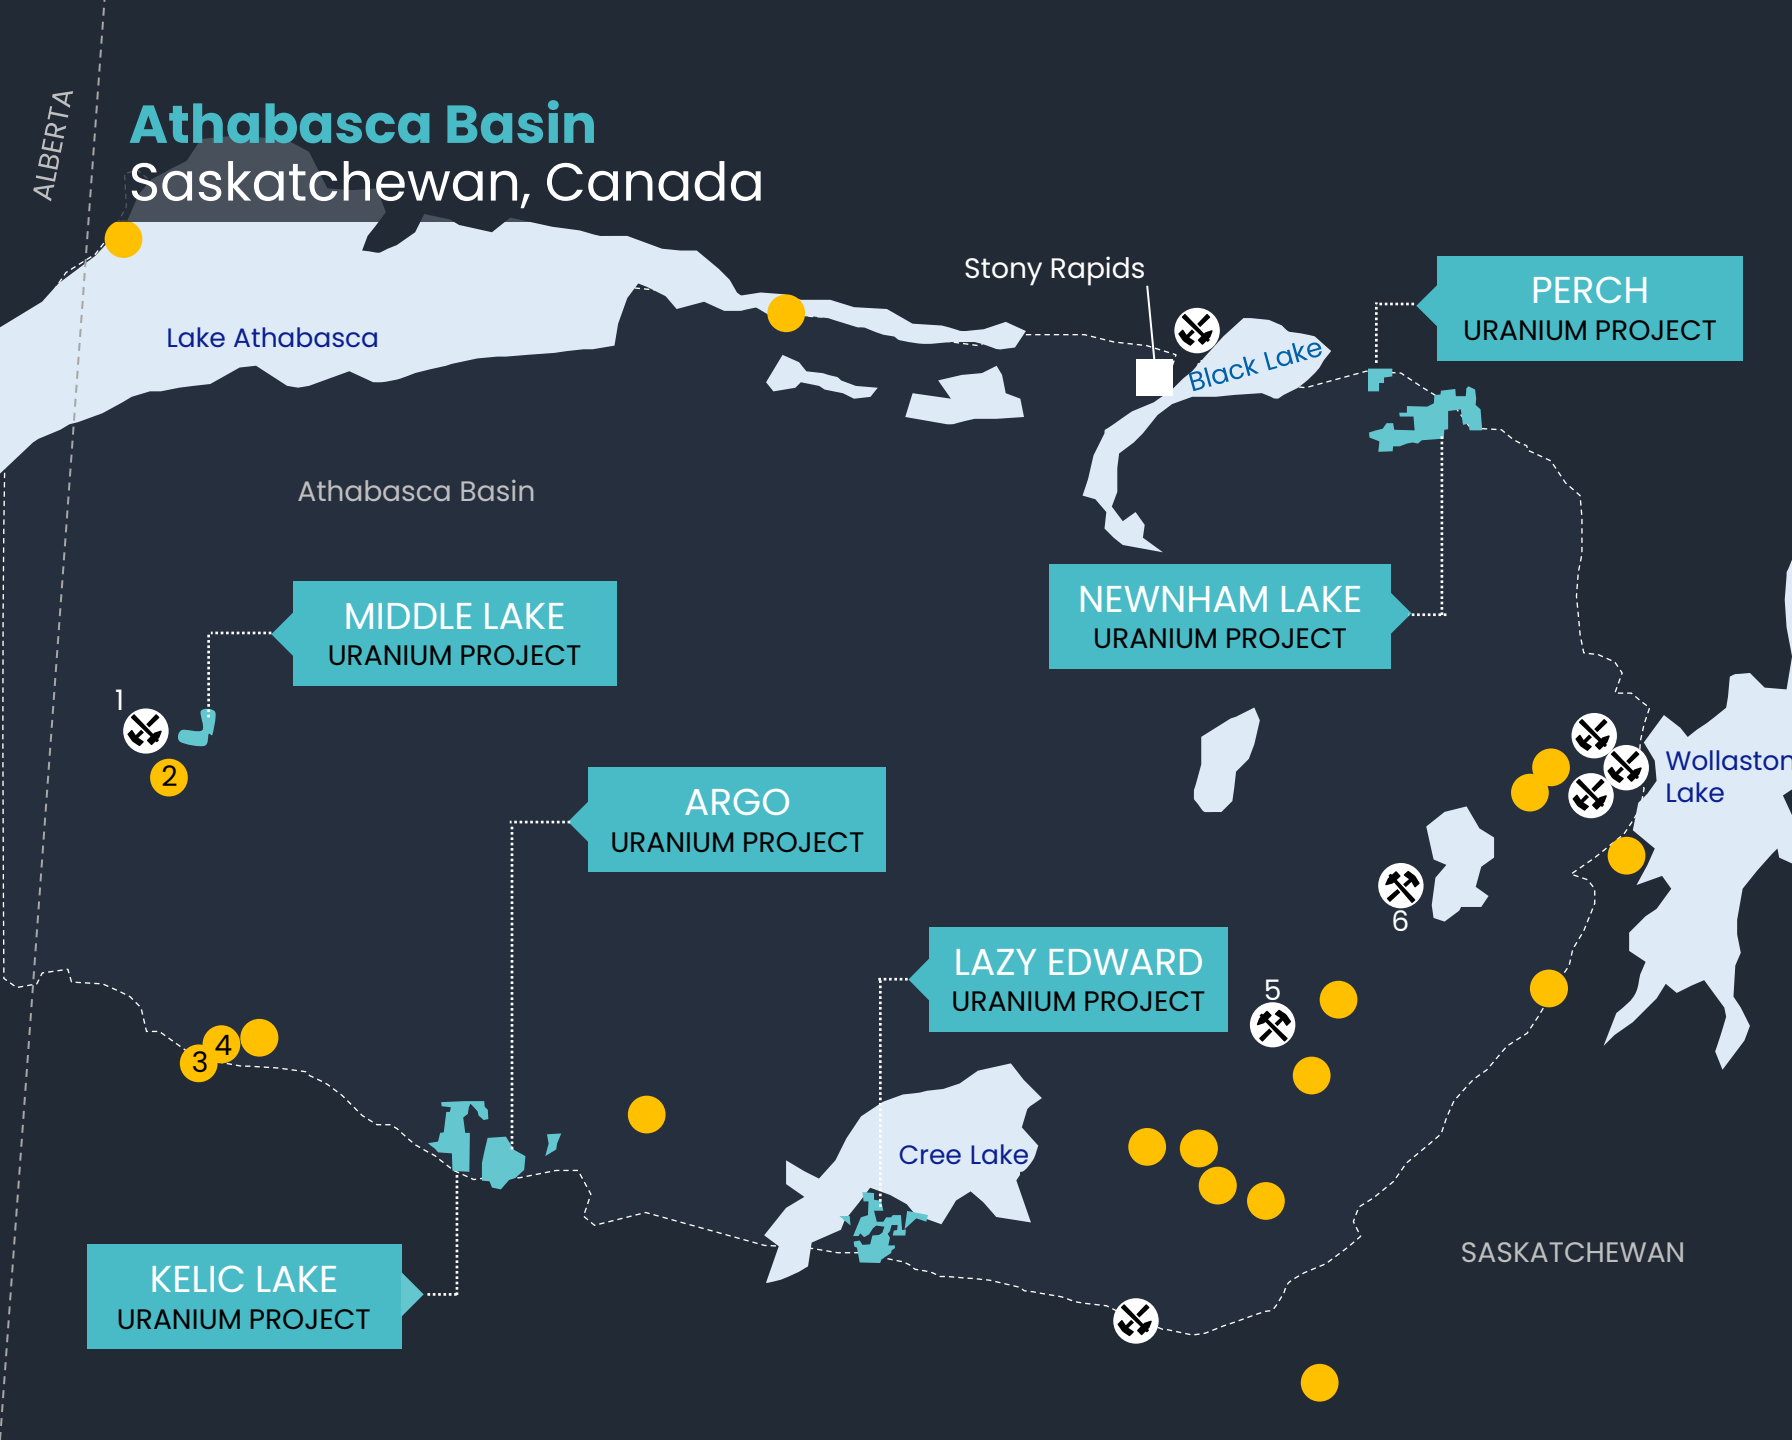 ALBERTA
Athabasca Basin
Saskatchewan, Canada
Stony Rapids
PERCH
URANIUM PROJECT
Lake Athabasca
Black Lake
Athabasca Basin
MIDDLE LAKE
URANIUM PROJECT
NEWNHAM LAKE
URANIUM PROJECT
1
2
Wollaston
Lake
ARGO
URANIUM PROJECT
6
LAZY EDWARD
URANIUM PROJECT
5
4
3
Cree Lake
SASKATCHEWAN
KELIC LAKE
URANIUM PROJECT